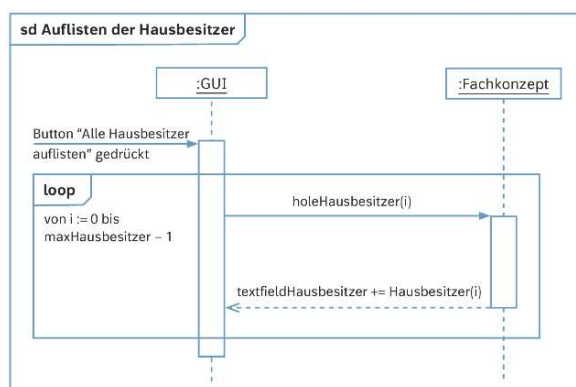 sd Auflisten der Hausbesitzer
:GUI
:Fachkonzept
Button "Alle Hausbesitzer
auflisten" gedrückt
loop
von i := 0 bis
maxHausbesitzer – 1
holeHausbesitzer(i)
textfieldHausbesitzer += Hausbesitzer(i)